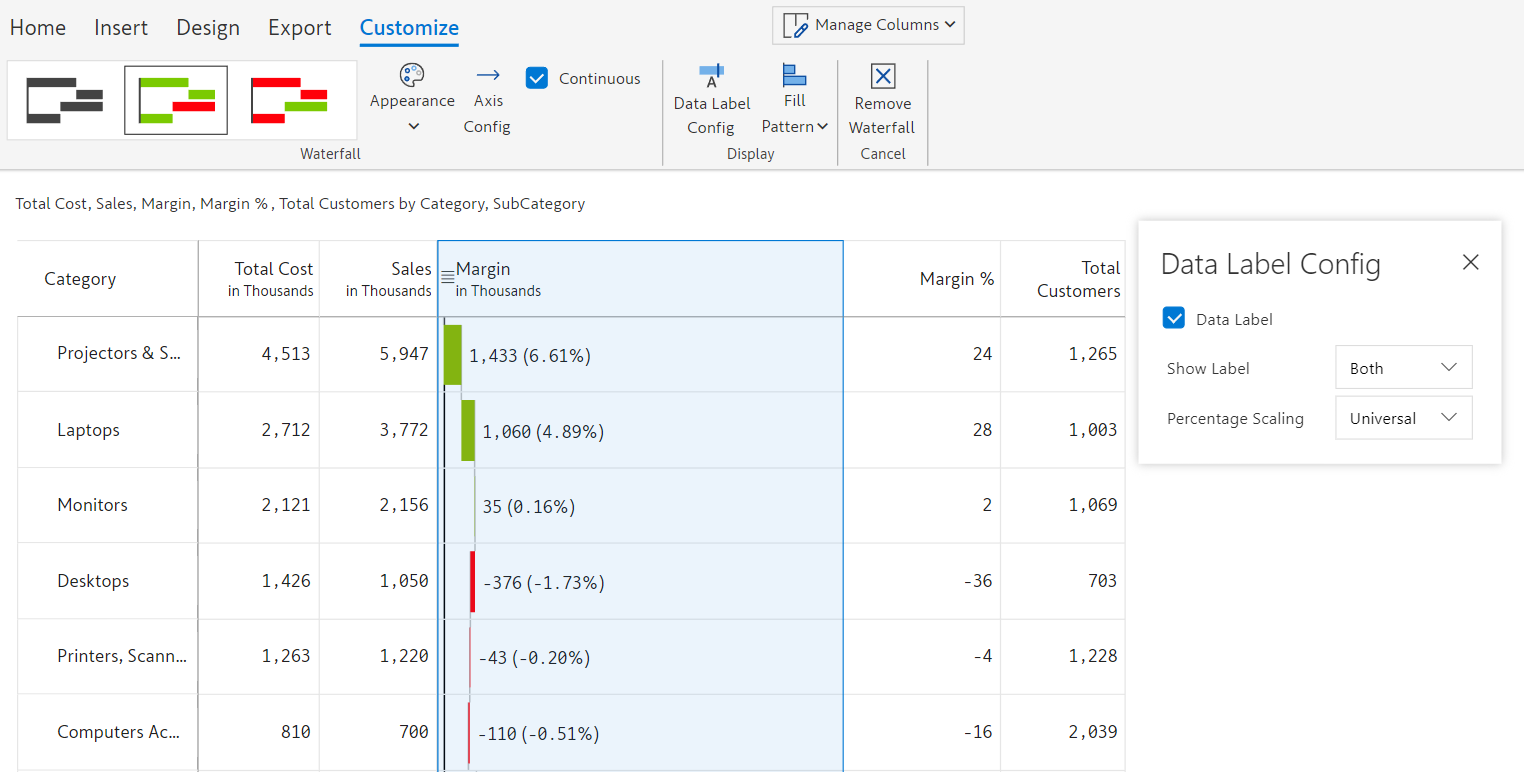 Home Insert Design Export Customize
Manage Columns
Appearance
Axis
Config
Continuous
Waterfall
Data Label
Config
Fill
Pattern
Display
Remove
Waterfall
Cancel
Total Cost, Sales, Margin, Margin % , Total Customers by Category, SubCategory
Category
Total Cost
in Thousands
Sales
in Thousands
Margin
in Thousands
Margin %
Total
Customers
Projectors & S... 4,513 5,947 1,433 (6.61%) 24 1,265
Laptops 2,712 3,772 1,060 (4.89%) 28 1,003
Monitors 2,121 2,156 35 (0.16%) 2 1,069
Desktops 1,426 1,050 -376 (-1.73%) -36 703
Printers, Scann... 1,263 1,220 -43 (-0.20%) -4 1,228
Computers Ac... 810 700 -110 (-0.51%) -16 2,039
Data Label Config
Data Label
Show Label Both
Percentage Scaling Universal